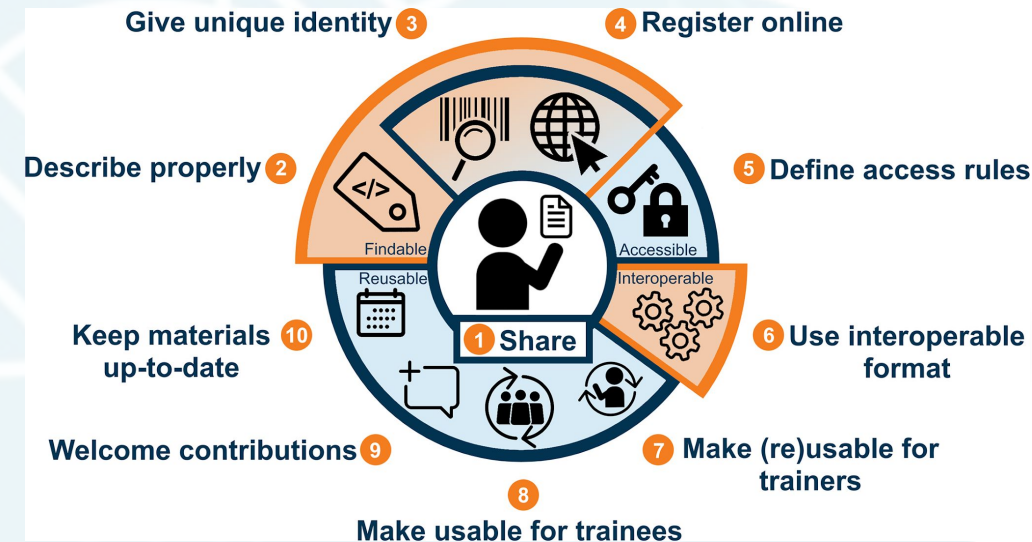 Give unique identity 3
4 Register online
Describe properly 2
5 Define access rules
</>
Findable
Accessible
Reusable
Interoperable
1 Share
Keep materials 10
up-to-date
6 Use interoperable
format
Welcome contributions 9
7 Make (re)usable for
trainers
8
Make usable for trainees